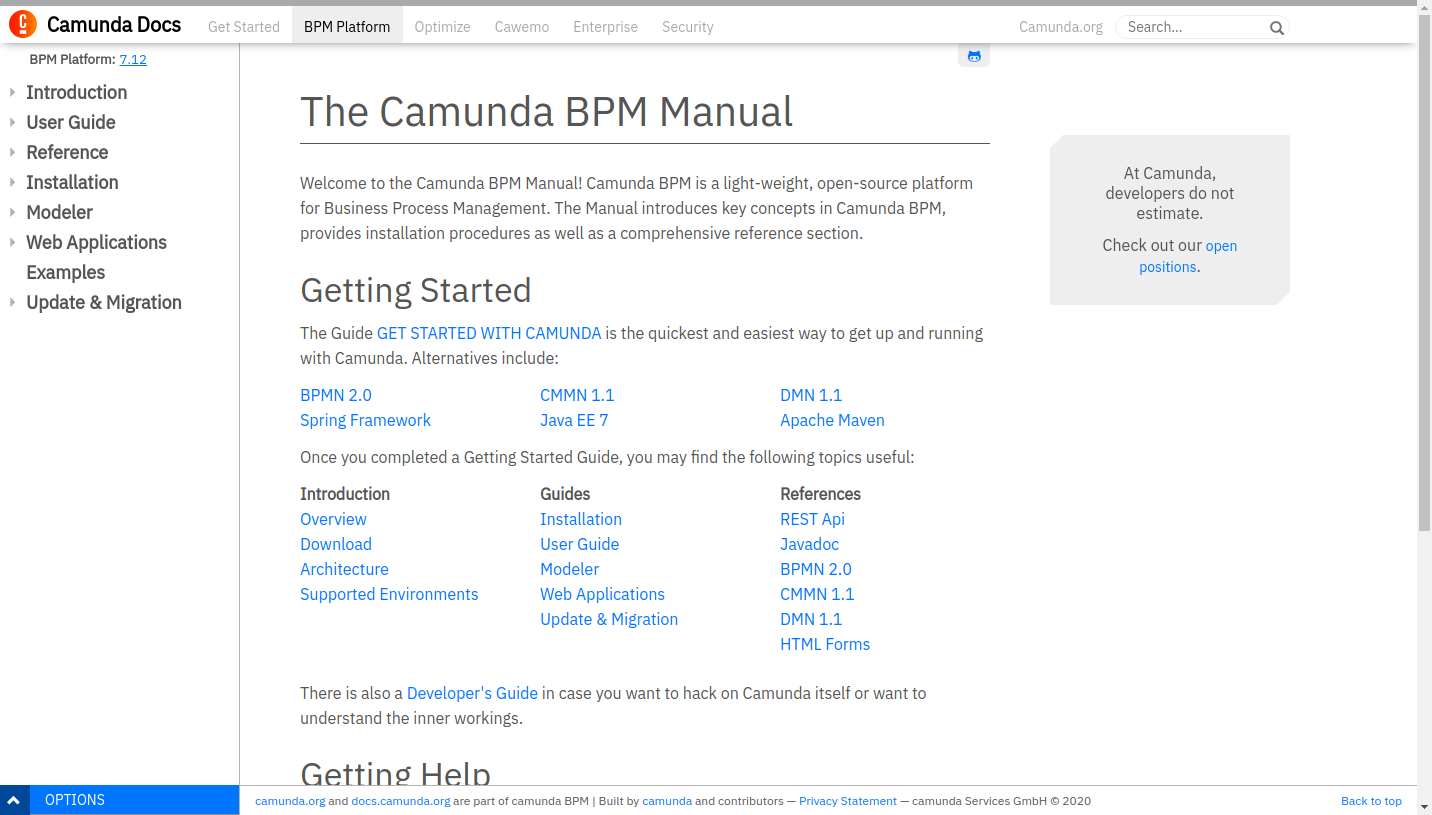 Camunda Docs
Get Started
BPM Platform
Optimize
Cawemo
Enterprise
Security
Camunda.org
Search...
BPM Platform: 7.12
Introduction
User Guide
Reference
Installation
Modeler
Web Applications
Examples
Update & Migration
The Camunda BPM Manual
Welcome to the Camunda BPM Manual! Camunda BPM is a light-weight, open-source platform
for Business Process Management. The Manual introduces key concepts in Camunda BPM,
provides installation procedures as well as a comprehensive reference section.
Getting Started
The Guide GET STARTED WITH CAMUNDA is the quickest and easiest way to get up and running
with Camunda. Alternatives include:
BPMN 2.0 CMMN 1.1 DMN 1.1
Spring Framework Java EE 7 Apache Maven
Once you completed a Getting Started Guide, you may find the following topics useful:
Introduction
Overview
Download
Architecture
Supported Environments
Guides
Installation
User Guide
Modeler
Web Applications
Update & Migration
References
REST Api
Javadoc
BPMN 2.0
CMMN 1.1
DMN 1.1
HTML Forms
There is also a Developer's Guide in case you want to hack on Camunda itself or want to
understand the inner workings.
Getting Help
At Camunda,
developers do not
estimate.
Check out our open
positions.
OPTIONS
camunda.org and docs.camunda.org are part of camunda BPM | Built by camunda and contributors — Privacy Statement — camunda Services GmbH © 2020
Back to top